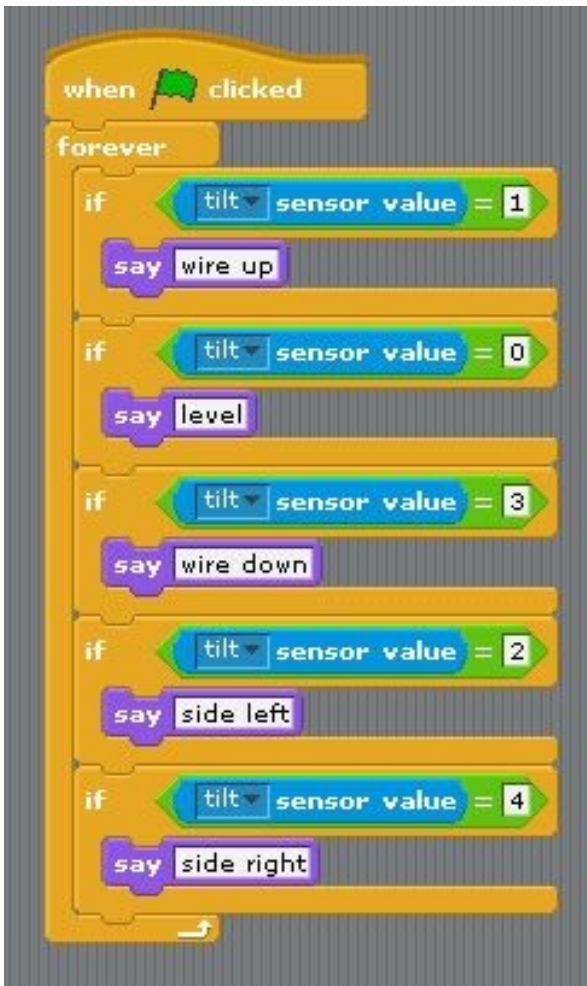 when clicked
forever
if tilt sensor value = 1
say wire up
if tilt sensor value = 0
say level
if tilt sensor value = 3
say wire down
if tilt sensor value = 2
say side left
if tilt sensor value = 4
say side right